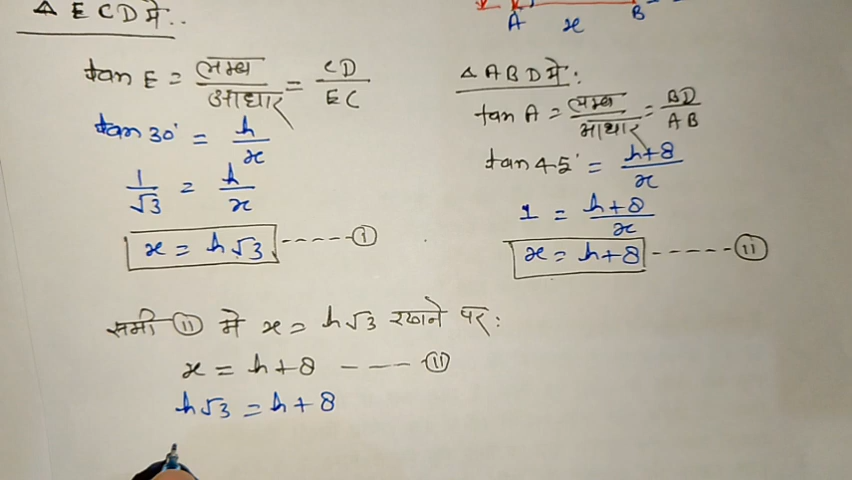 △ ECD में..
tan E = लम्ब/आधार = CD/EC
tan 30° = h/x
1/√3 = h/x
x = h√3 -----(i)
A x B
△ ABD में:
tan A = लम्ब/आधार = BD/AB
tan 45° = h+8/x
1 = h+8/x
x = h+8 -----(ii)
समी (ii) में x = h√3 रखने पर:
x = h+8 ---- (ii)
h√3 = h+8